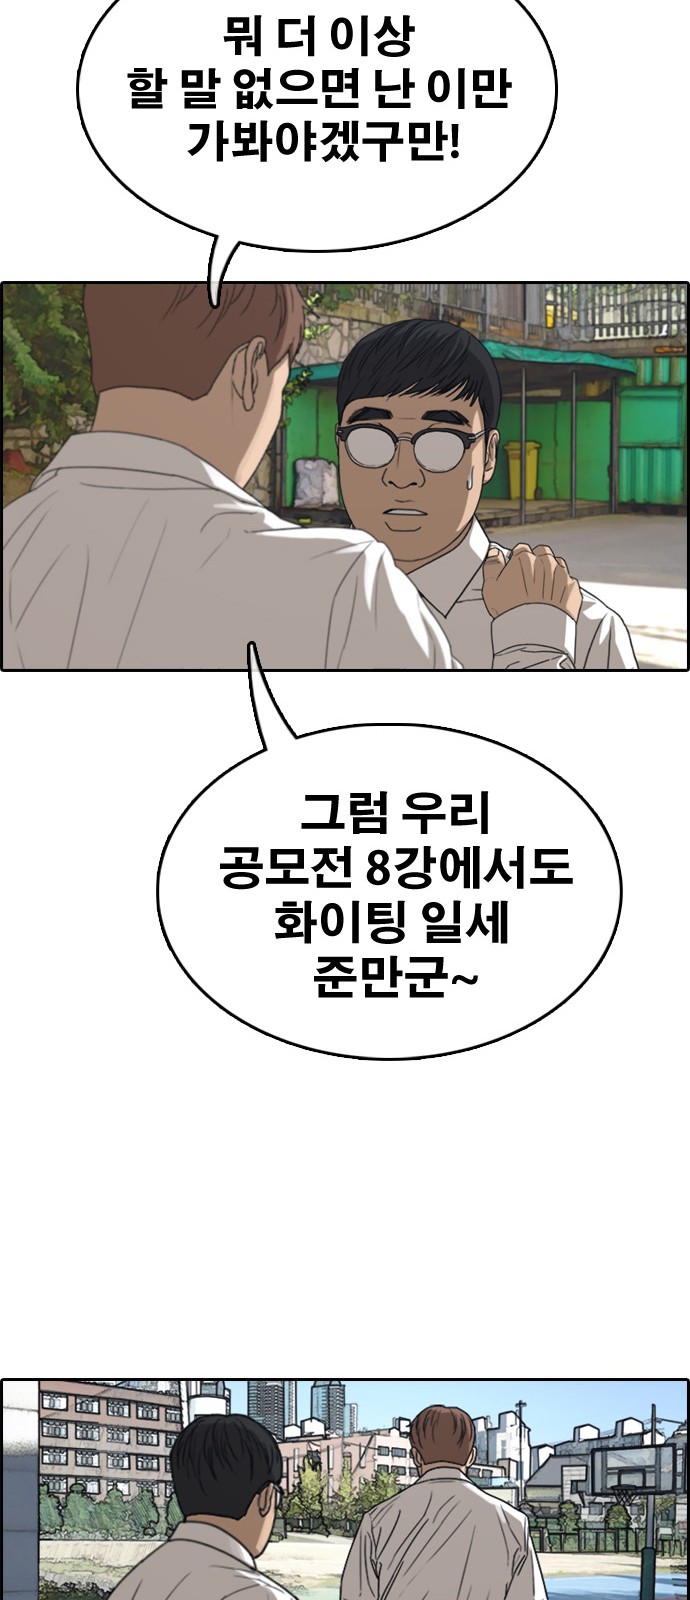 뭐 더 이상
할 말 없으면 난 이만
가봐야겠구만!
그럼 우리
공모전 8강에서도
화이팅 일세
준만군~